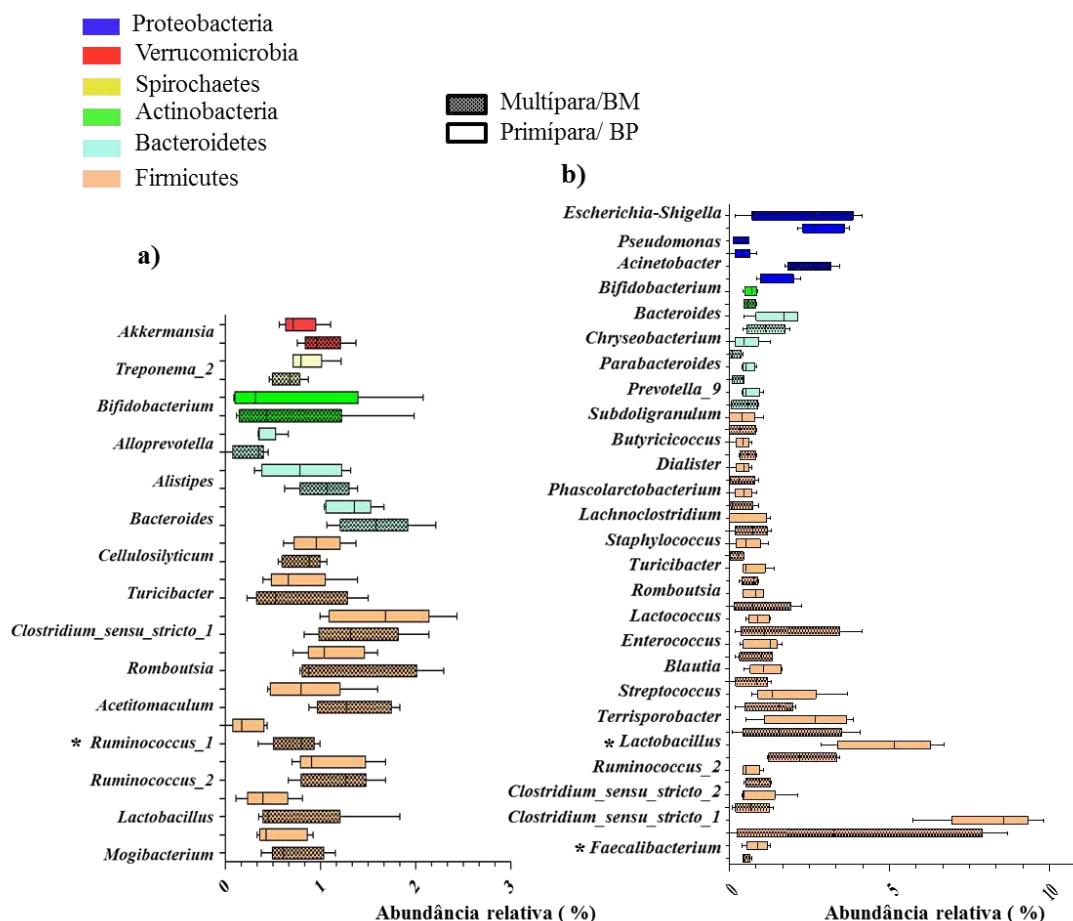 Proteobacteria
Verrucomicrobia
Spirochaetes
Actinobacteria
Bacteroidetes
Firmicutes
Multípara/BM
Primípara/ BP
a)
Akkermansia
Treponema_2
Bifidobacterium
Alloprevotella
Alistipes
Bacteroides
Cellulosilyticum
Turicibacter
Clostridium_sensu_stricto_1
Romboutsia
Acetitomaculum
* Ruminococcus_1
Ruminococcus_2
Lactobacillus
Mogibacterium
0 1 2 3
Abundância relativa ( %)
b)
Escherichia-Shigella
Pseudomonas
Acinetobacter
Bifidobacterium
Bacteroides
Chryseobacterium
Parabacteroides
Prevotella_9
Subdoligranulum
Butyricicoccus
Dialister
Phascolarctobacterium
Lachnoclostridium
Staphylococcus
Turicibacter
Romboutsia
Lactococcus
Enterococcus
Blautia
Streptococcus
Terrisporobacter
* Lactobacillus
Ruminococcus_2
Clostridium_sensu_stricto_2
Clostridium_sensu_stricto_1
* Faecalibacterium
0 5 10
Abundância relativa ( %)